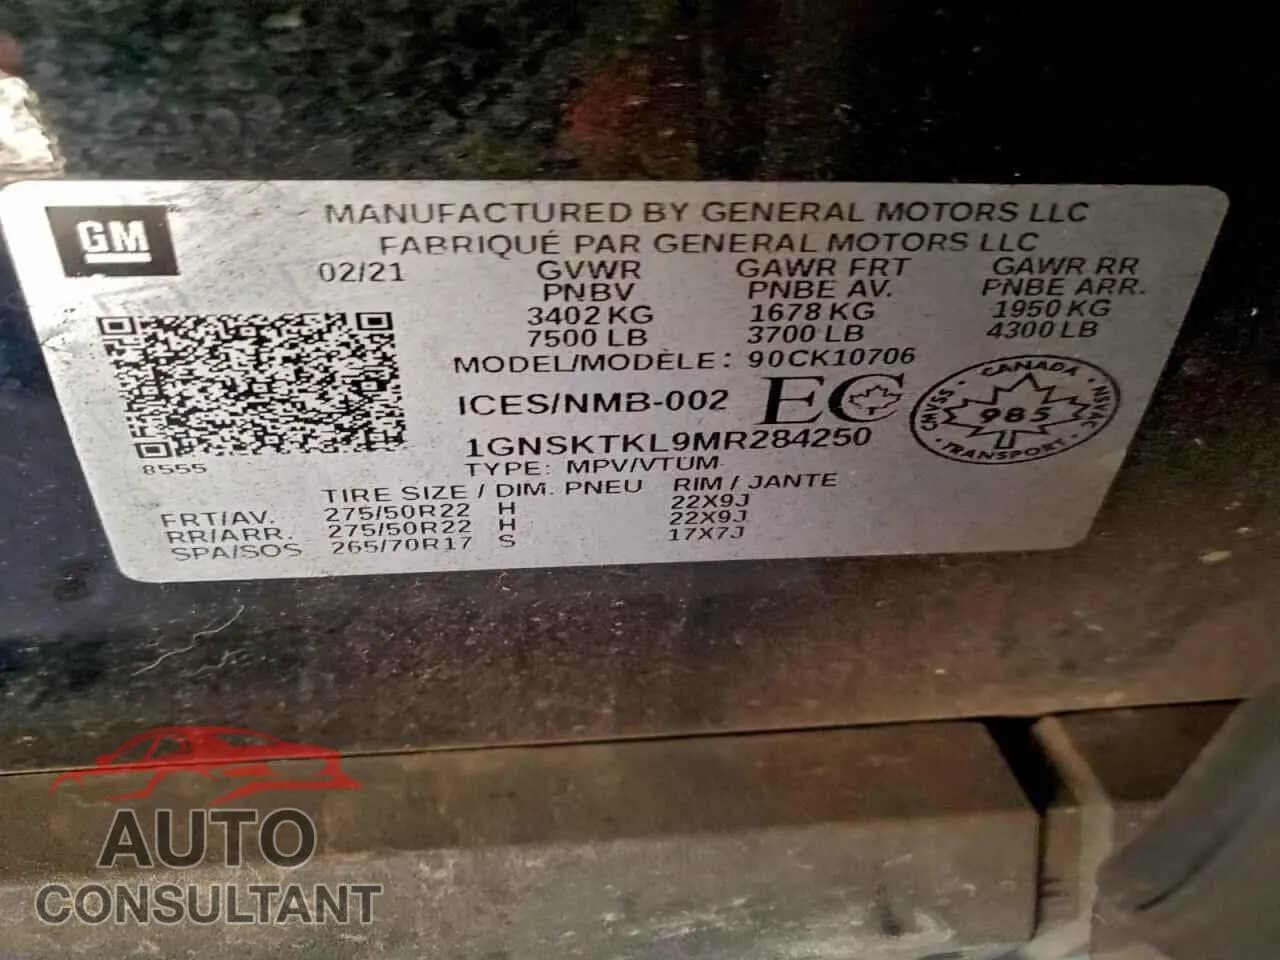 GM
MANUFACTURED BY GENERAL MOTORS LLC
FABRIQUÉ PAR GENERAL MOTORS LLC
02/21 GVWR GAWR FRT GAWR RR
PNBV PNBE AV. PNBE ARR.
3402 KG 1678 KG 1950 KG
7500 LB 3700 LB 4300 LB
MODEL/MODÈLE: 90CK10706
ICES/NMB-002 EC
CANADA
CMVSS 985 NSVAC
1GNSKTKL9MR284250
8555 TYPE: MPV/VTUM
TIRE SIZE / DIM. PNEU RIM / JANTE
FRT/AV. 275/50R22 H 22X9J
RR/ARR. 275/50R22 H 22X9J
SPA/SOS 265/70R17 S 17X7J
AUTO
CONSULTANT